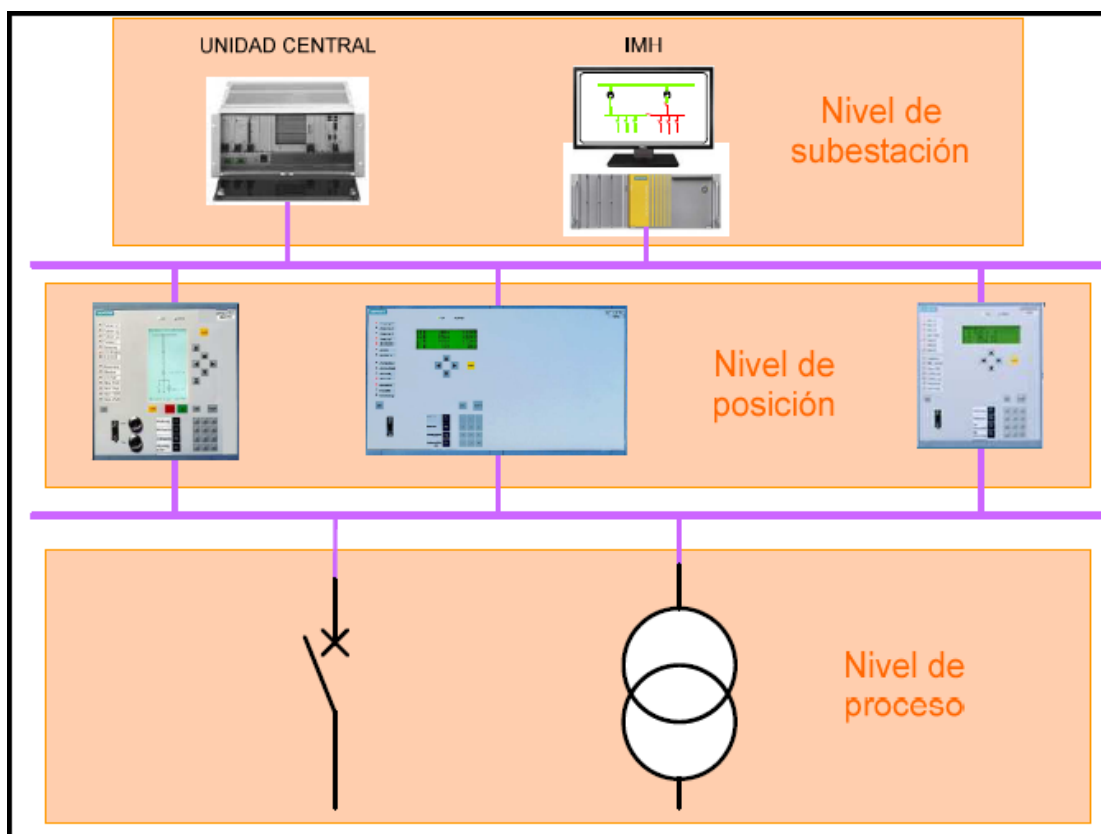 UNIDAD CENTRAL
IMH
Nivel de
subestación
Nivel de
posición
Nivel de
proceso